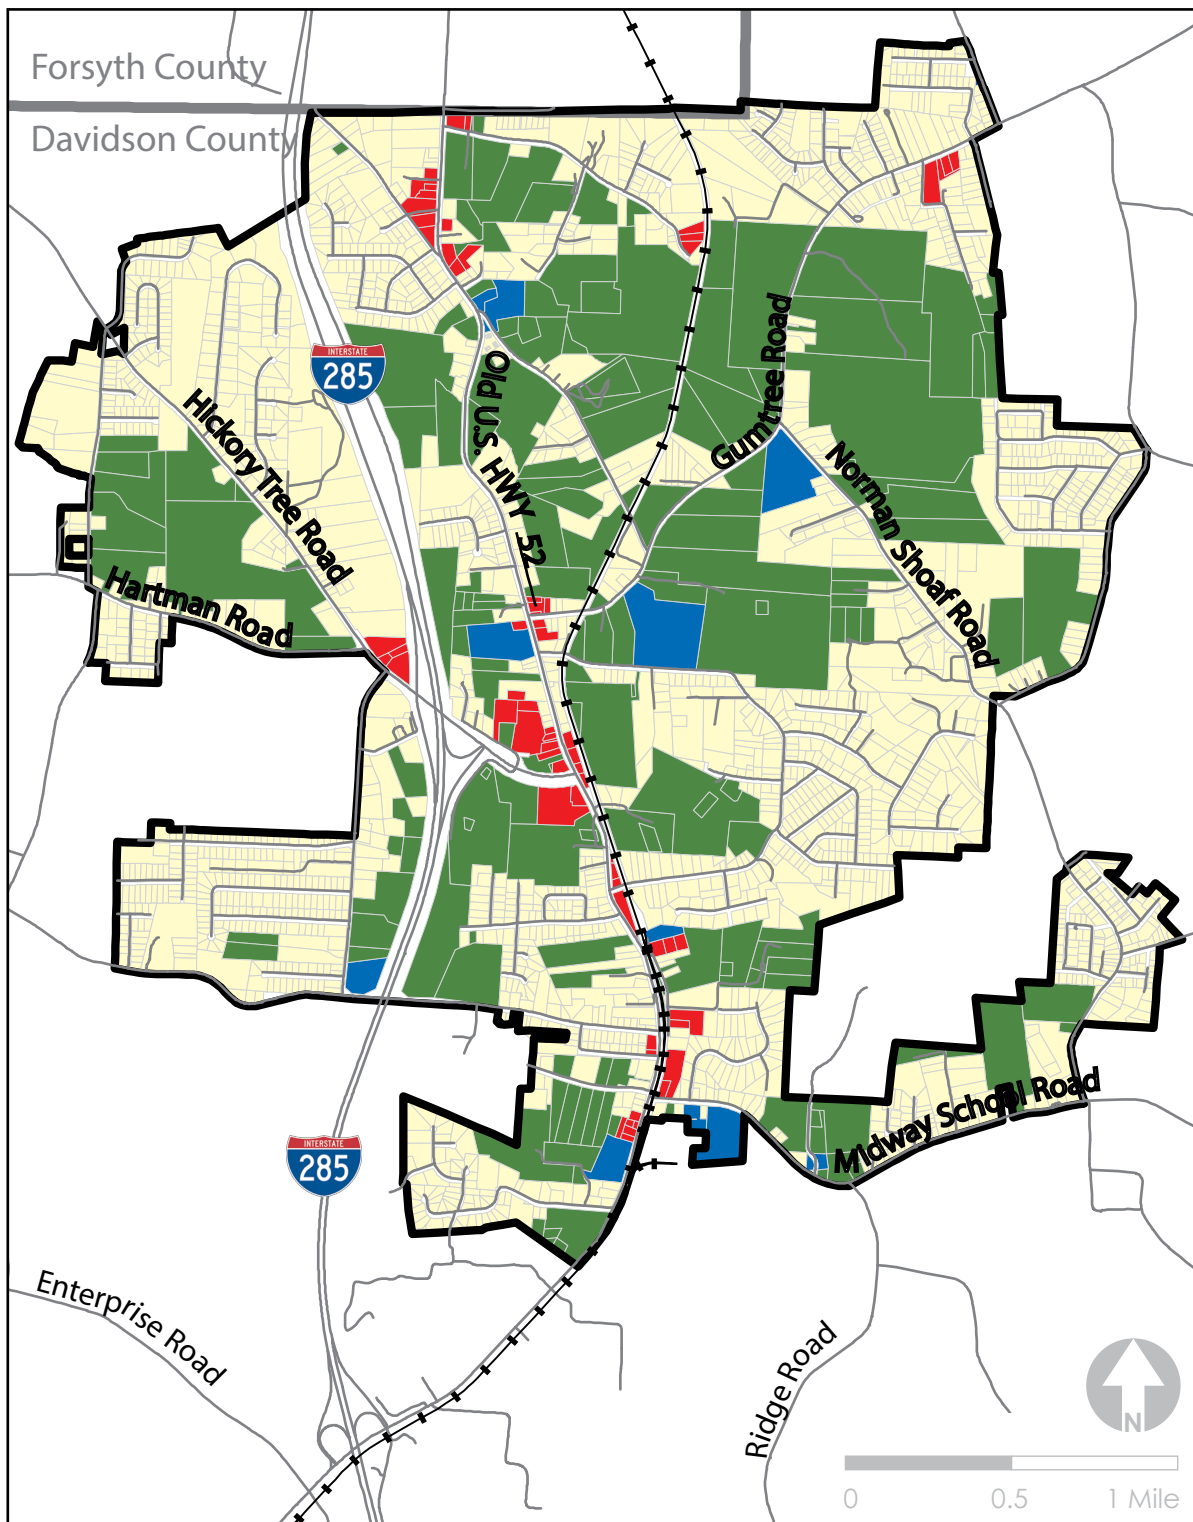 Forsyth County
Davidson County
INTERSTATE
285
Old U.S. HWY 52
Gumtree Road
Hickory Tree Road
Norman Shoaf Road
Hartman Road
Midway School Road
INTERSTATE
285
Enterprise Road
Ridge Road
N
0 0.5 1 Mile